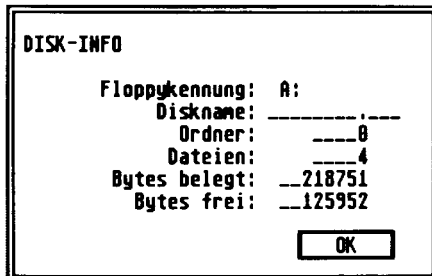 DISK-INFO
Floppykennung: A:
Diskname: ________.___
Ordner: ____0
Dateien: ____4
Bytes belegt: __218751
Bytes frei: __125952
OK